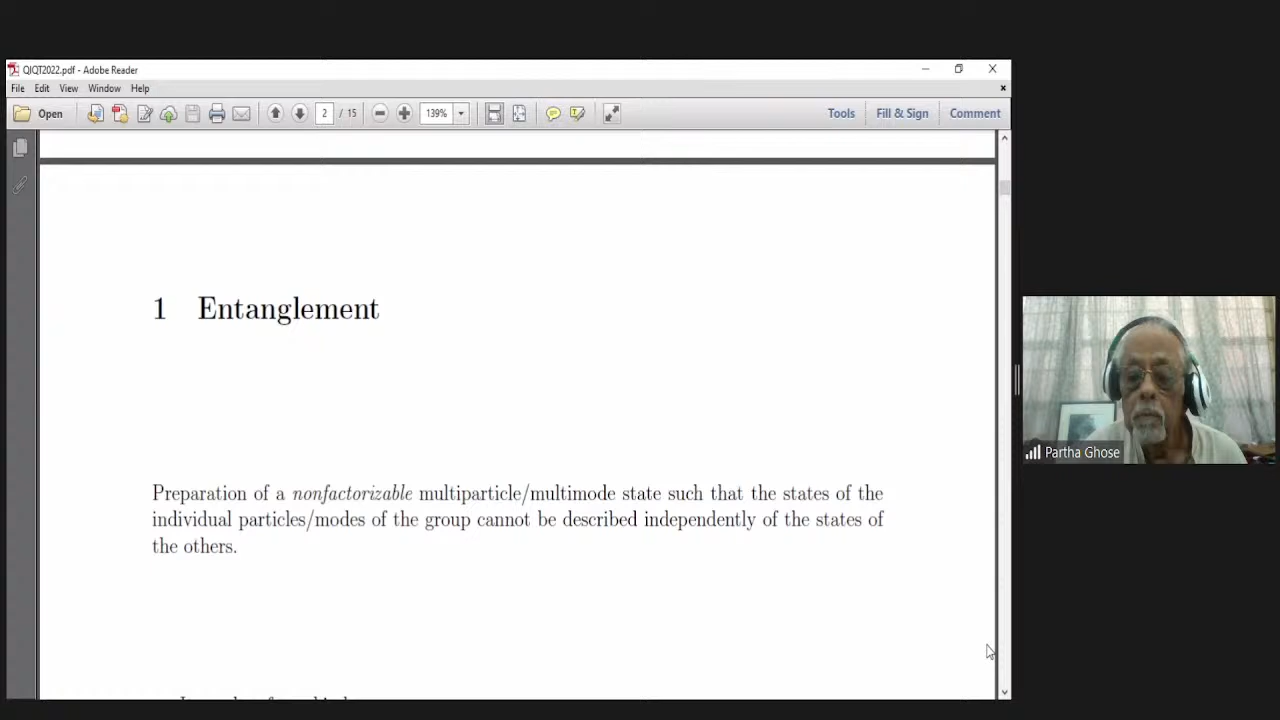 QIQT2022.pdf - Adobe Reader
File Edit View Window Help
Open 2 / 15 139% Tools Fill & Sign Comment
1 Entanglement
Preparation of a nonfactorizable multiparticle/multimode state such that the states of the
individual particles/modes of the group cannot be described independently of the states of
the others.
Partha Ghose